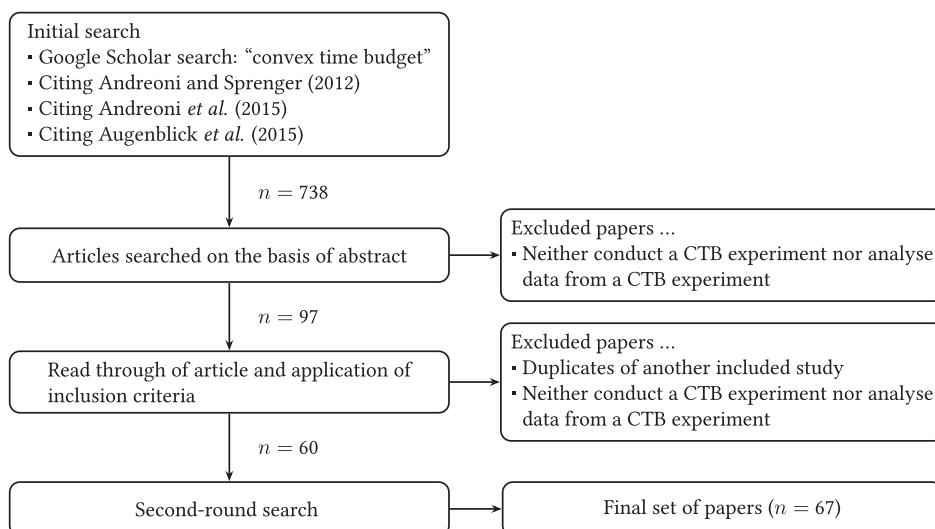 Initial search
▪ Google Scholar search: “convex time budget”
▪ Citing Andreoni and Sprenger (2012)
▪ Citing Andreoni et al. (2015)
▪ Citing Augenblick et al. (2015)
n = 738
Articles searched on the basis of abstract
Excluded papers ...
▪ Neither conduct a CTB experiment nor analyse
data from a CTB experiment
n = 97
Read through of article and application of
inclusion criteria
Excluded papers ...
▪ Duplicates of another included study
▪ Neither conduct a CTB experiment nor analyse
data from a CTB experiment
n = 60
Second-round search
Final set of papers (n = 67)